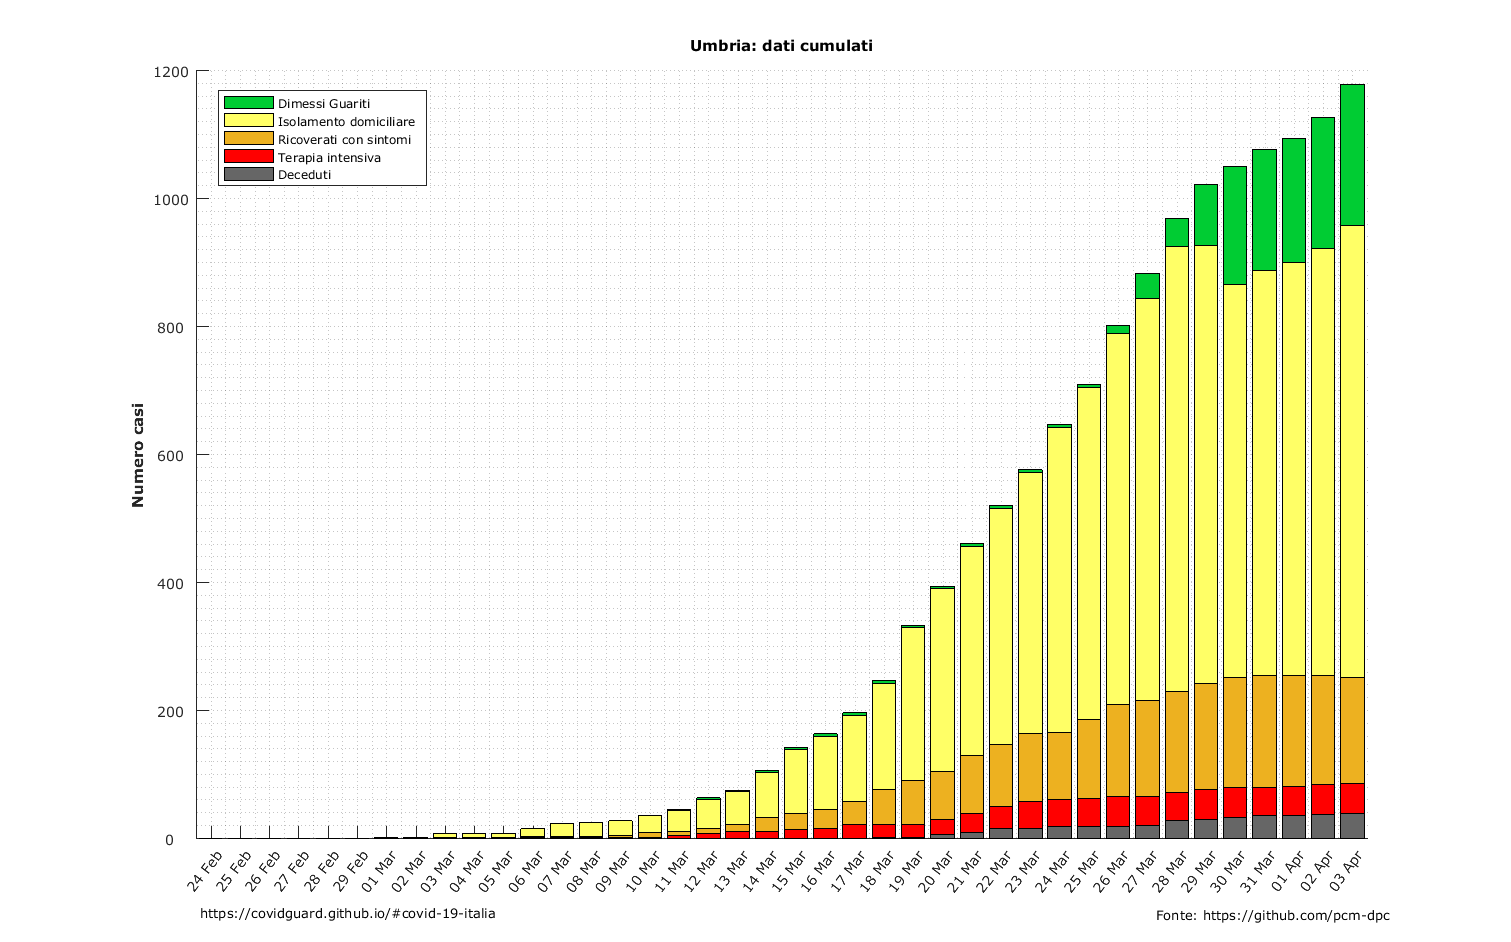 Umbria: dati cumulati
1200
1000
800
600
400
200
0
Numero casi
Dimessi Guariti
Isolamento domiciliare
Ricoverati con sintomi
Terapia intensiva
Deceduti
24 Feb
25 Feb
26 Feb
27 Feb
28 Feb
29 Feb
01 Mar
02 Mar
03 Mar
04 Mar
05 Mar
06 Mar
07 Mar
08 Mar
09 Mar
10 Mar
11 Mar
12 Mar
13 Mar
14 Mar
15 Mar
16 Mar
17 Mar
18 Mar
19 Mar
20 Mar
21 Mar
22 Mar
23 Mar
24 Mar
25 Mar
26 Mar
27 Mar
28 Mar
29 Mar
30 Mar
31 Mar
01 Apr
02 Apr
03 Apr
https://covidguard.github.io/#covid-19-italia
Fonte: https://github.com/pcm-dpc